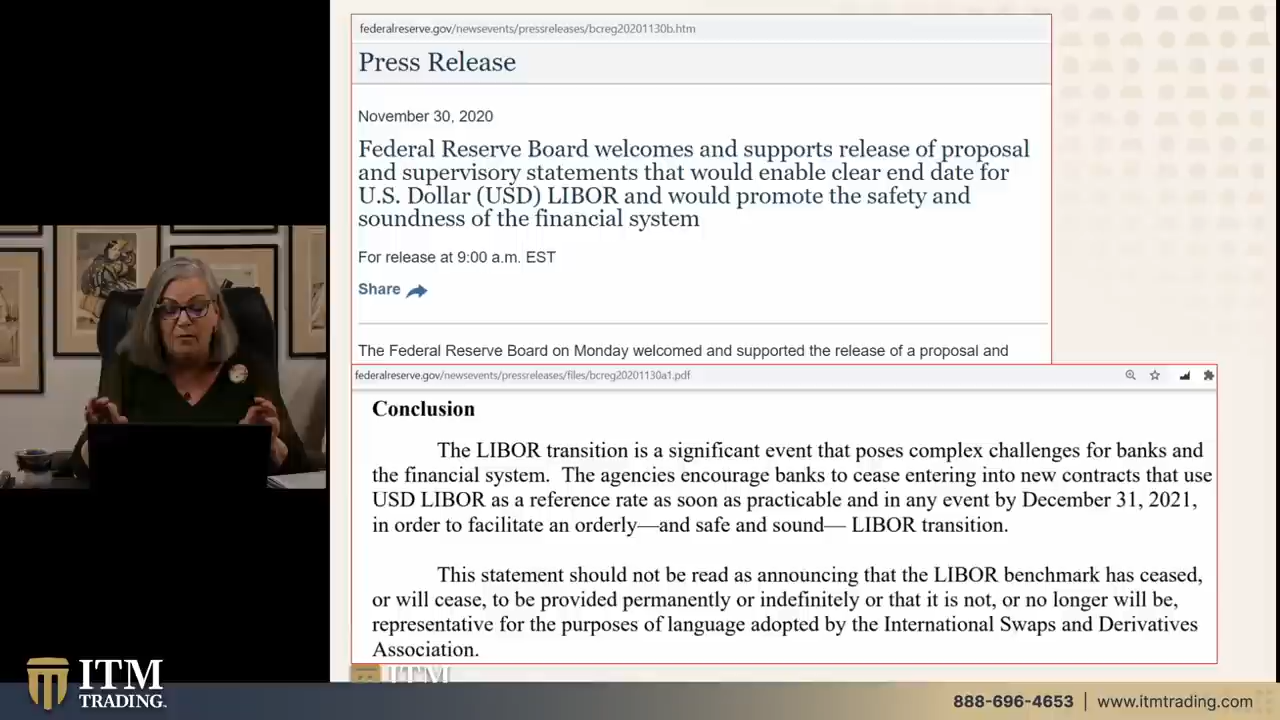 federalreserve.gov/newsevents/pressreleases/bcreg20201130b.htm
Press Release
November 30, 2020
Federal Reserve Board welcomes and supports release of proposal
and supervisory statements that would enable clear end date for
U.S. Dollar (USD) LIBOR and would promote the safety and
soundness of the financial system
For release at 9:00 a.m. EST
Share
The Federal Reserve Board on Monday welcomed and supported the release of a proposal and
federalreserve.gov/newsevents/pressreleases/files/bcreg20201130a1.pdf
Conclusion
The LIBOR transition is a significant event that poses complex challenges for banks and
the financial system. The agencies encourage banks to cease entering into new contracts that use
USD LIBOR as a reference rate as soon as practicable and in any event by December 31, 2021,
in order to facilitate an orderly—and safe and sound— LIBOR transition.
This statement should not be read as announcing that the LIBOR benchmark has ceased,
or will cease, to be provided permanently or indefinitely or that it is not, or no longer will be,
representative for the purposes of language adopted by the International Swaps and Derivatives
Association.
ITM
ITM
TRADING.
888-696-4653 | www.itmtrading.com